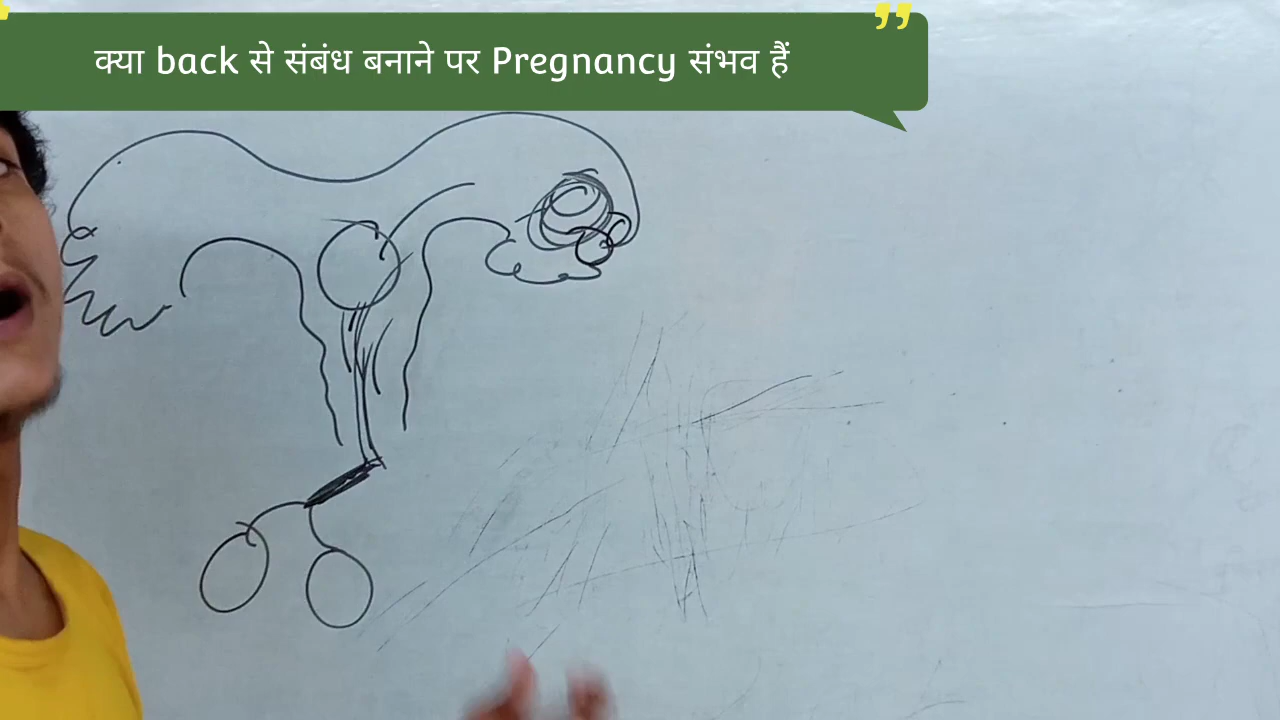 क्या back से संबंध बनाने पर Pregnancy संभव हैं